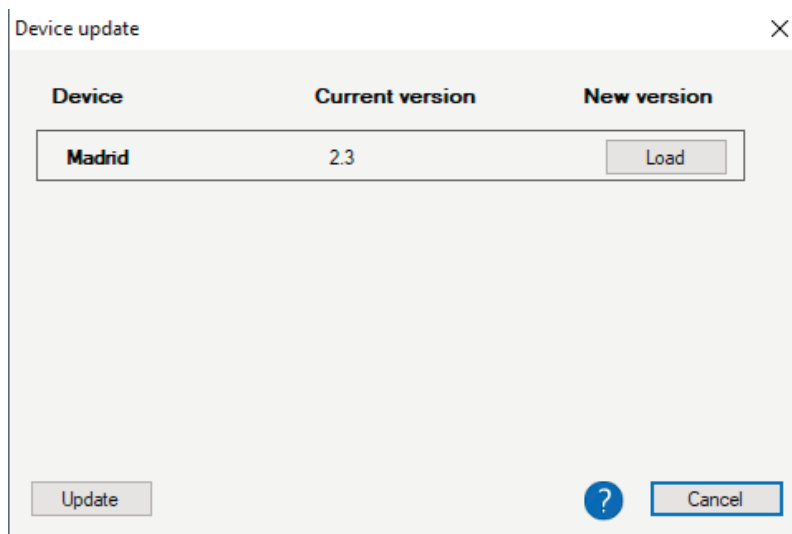 Device update
Device Current version New version
Madrid 2.3 Load
Update ? Cancel